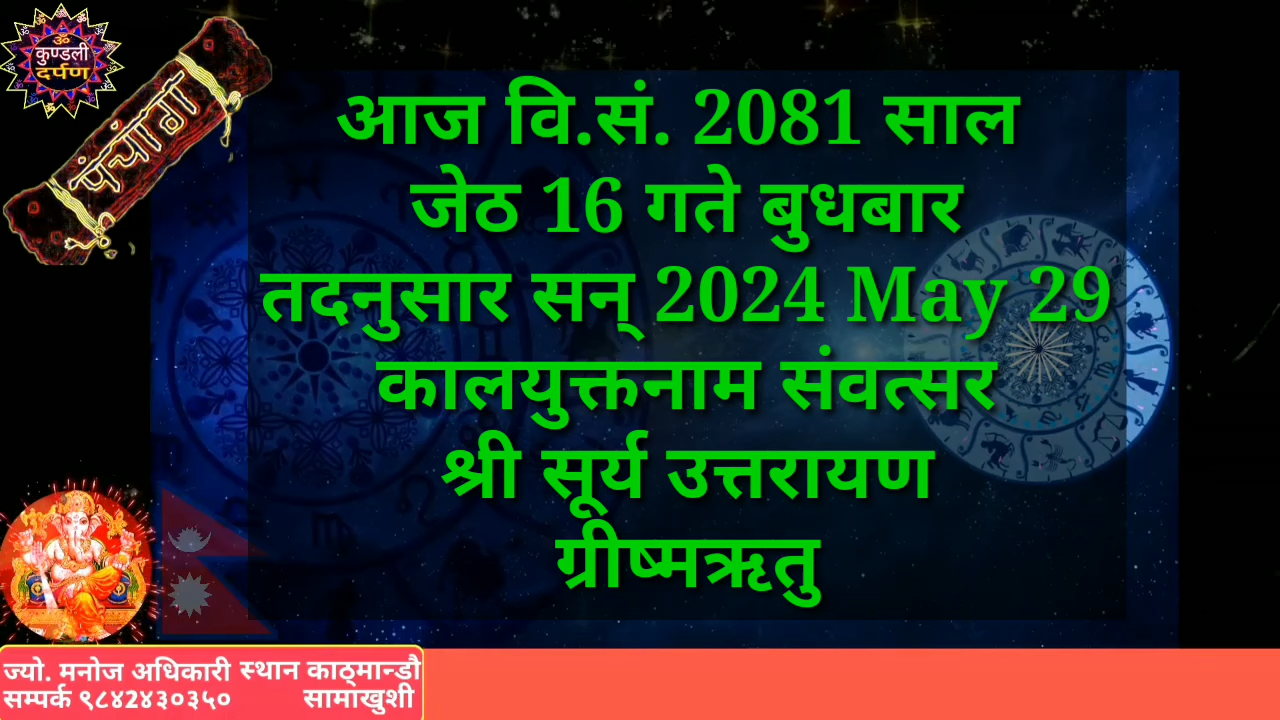 ॐ
कुण्डली
दर्पण
पंचांग
आज वि.सं. 2081 साल
जेठ 16 गते बुधबार
तदनुसार सन् 2024 May 29
कालयुक्तनाम संवत्सर
श्री सूर्य उत्तरायण
ग्रीष्मऋतु
ज्यो. मनोज अधिकारी स्थान काठ्मान्डौ
सम्पर्क ९८४२४३०३५० सामाखुशी